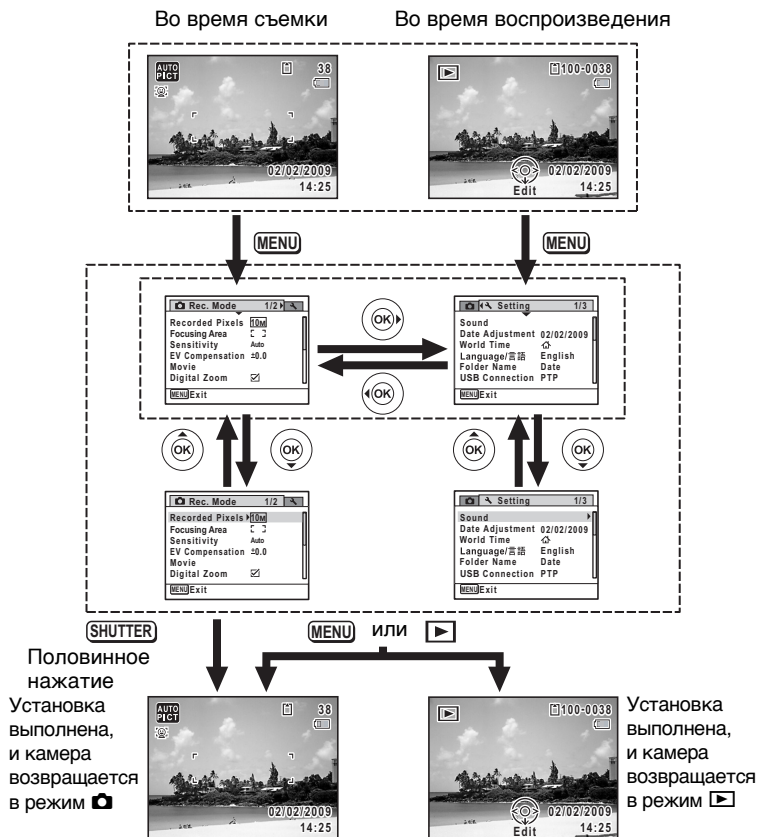 Во время съемки
Во время воспроизведения
AUTO PICT
38
02/02/2009
14:25
100-0038
02/02/2009
Edit
14:25
MENU
MENU
Rec. Mode 1/2
Recorded Pixels 10M
Focusing Area
Sensitivity Auto
EV Compensation ±0.0
Movie
Digital Zoom
MENU Exit
OK
OK
Setting 1/3
Sound
Date Adjustment 02/02/2009
World Time
Language/言語 English
Folder Name Date
USB Connection PTP
MENU Exit
OK
OK
OK
OK
Rec. Mode 1/2
Recorded Pixels 10M
Focusing Area
Sensitivity Auto
EV Compensation ±0.0
Movie
Digital Zoom
MENU Exit
Setting 1/3
Sound
Date Adjustment 02/02/2009
World Time
Language/言語 English
Folder Name Date
USB Connection PTP
MENU Exit
SHUTTER
Половинное
нажатие
MENU или
Установка
выполнена,
и камера
возвращается
в режим
AUTO PICT
38
02/02/2009
14:25
100-0038
02/02/2009
Edit
14:25
Установка
выполнена,
и камера
возвращается
в режим